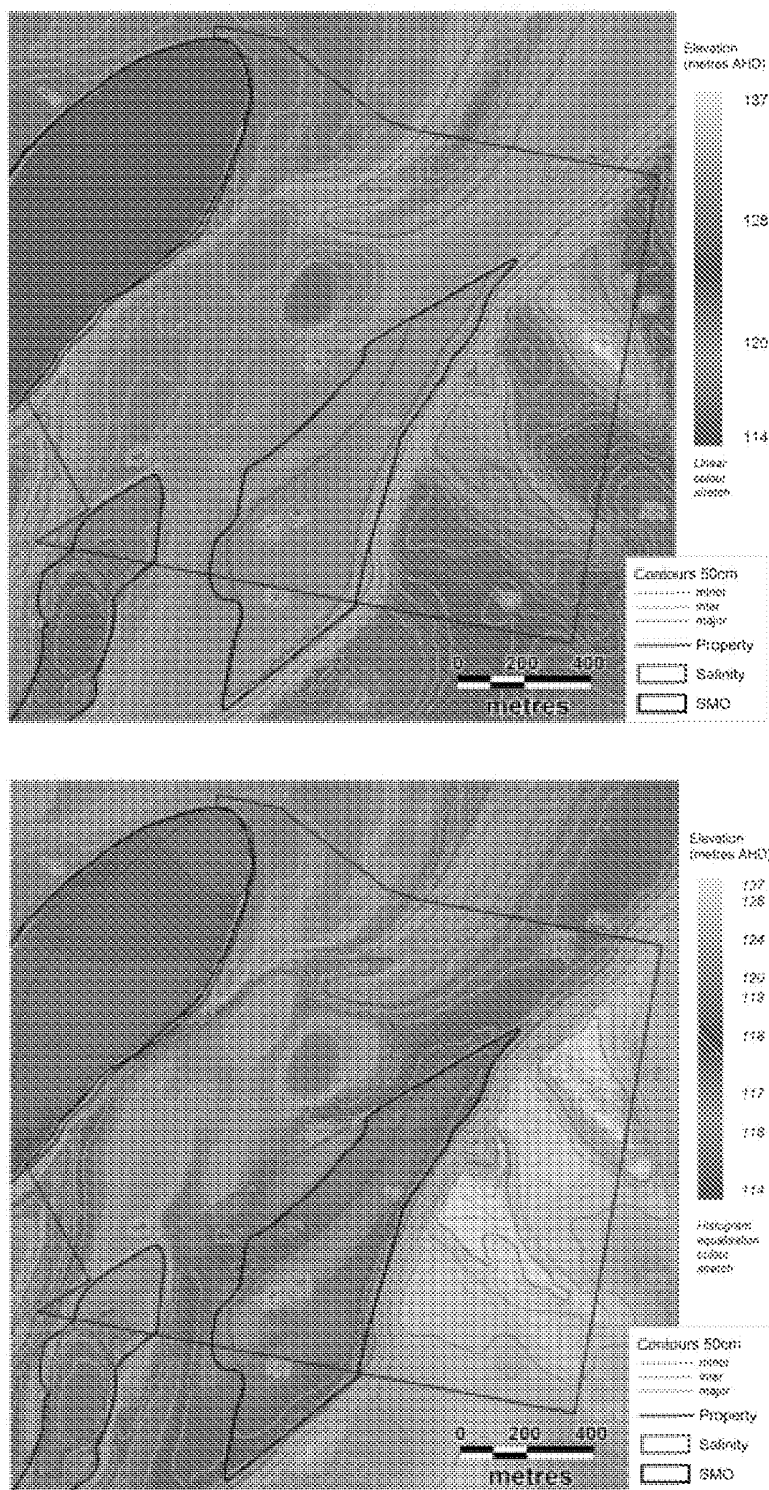 Elevation
(metres AHD)
137
128
120
114
Linear
colour
stretch
Contours 50cm
minor
inter
major
Property
Salinity
SMO
0 200 400
metres
Elevation
(metres AHD)
137
128
124
120
119
118
117
116
114
Histogram
equalisation
colour
stretch
Contours 50cm
minor
inter
major
Property
Salinity
SMO
0 200 400
metres